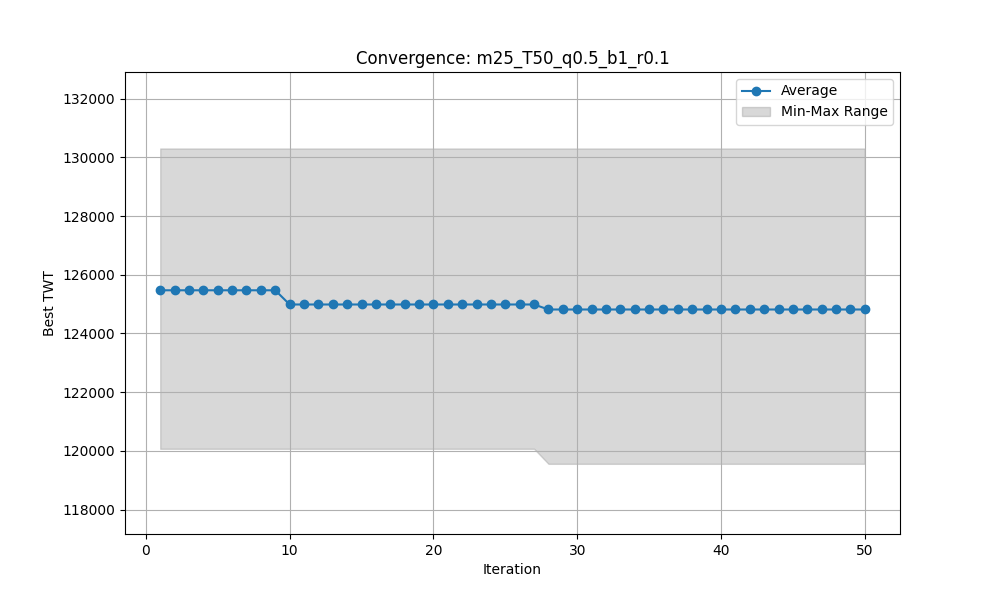 Convergence: m25_T50_q0.5_b1_r0.1
Average
Min-Max Range
132000
130000
128000
126000
124000
122000
120000
118000
Best TWT
0 10 20 30 40 50
Iteration